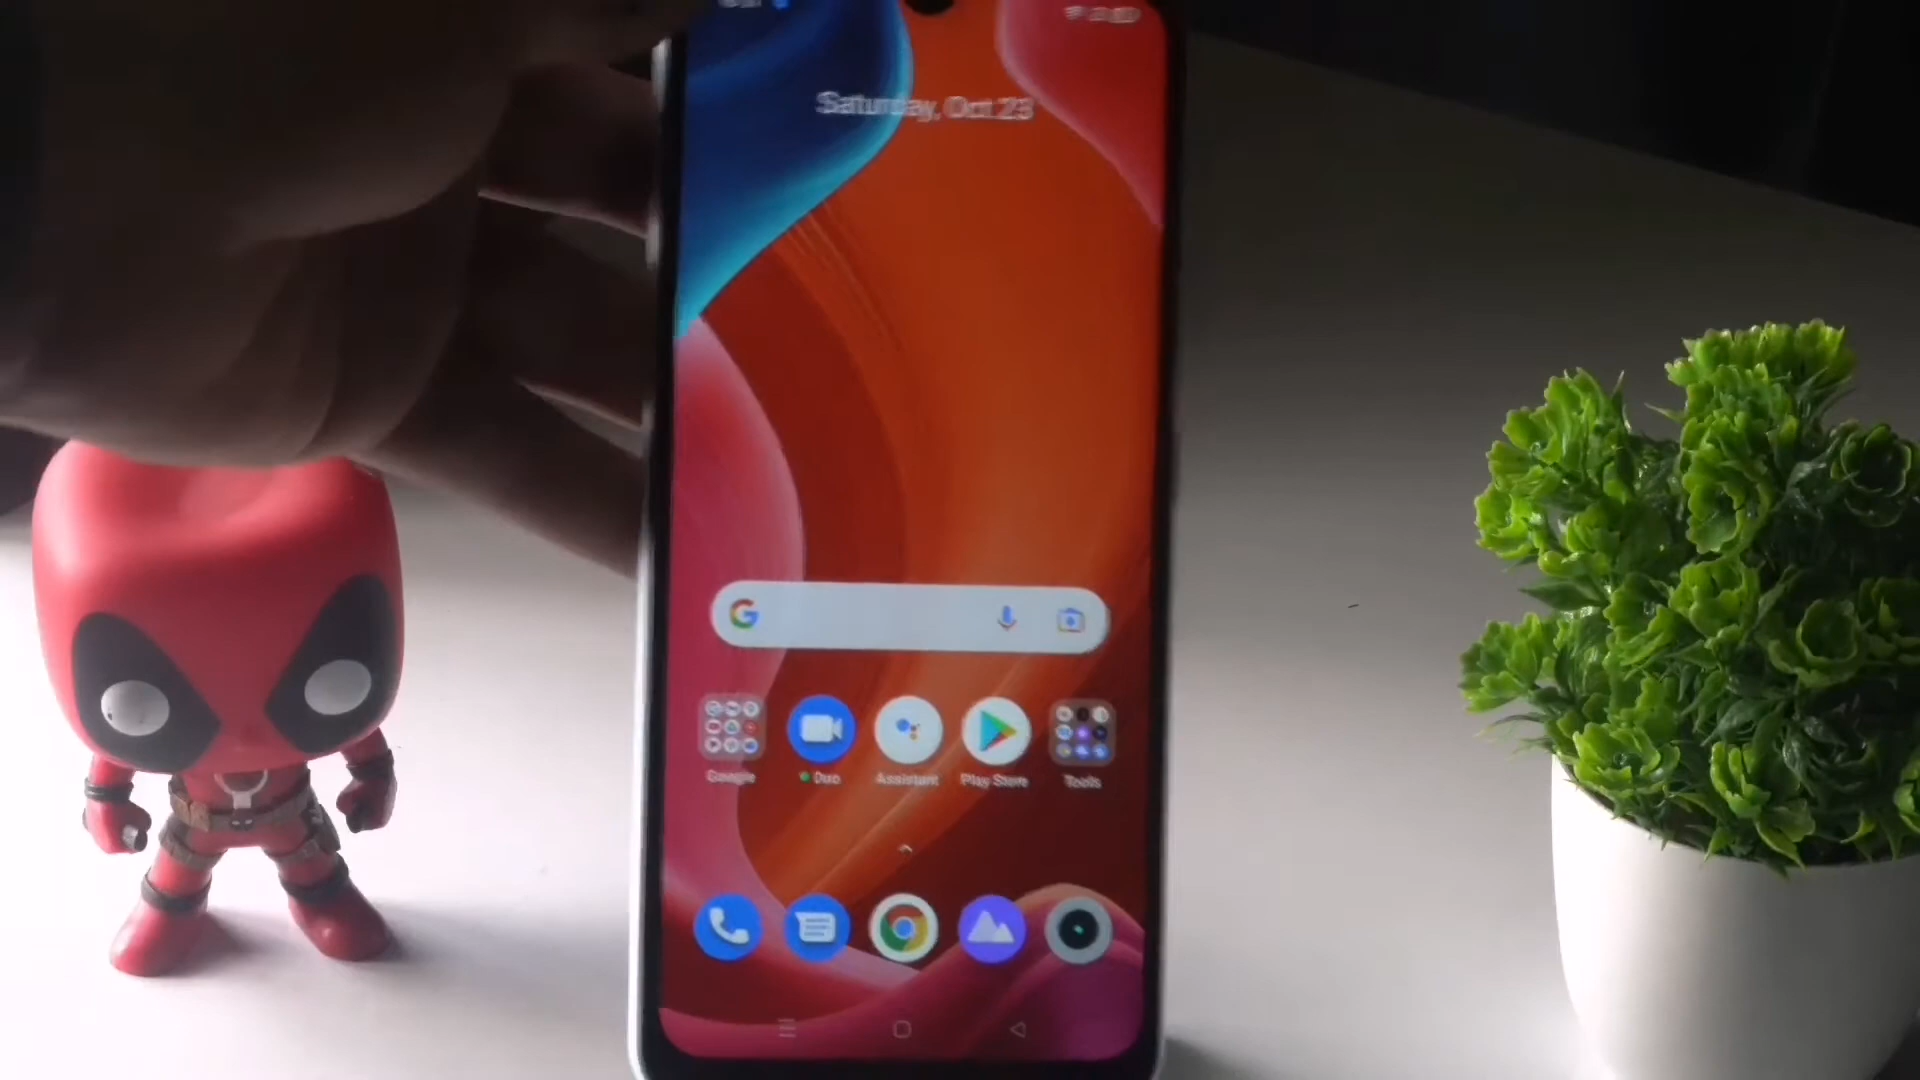 Saturday, Oct 23
G
Google
Duo
Assistant
Play Store
Tools